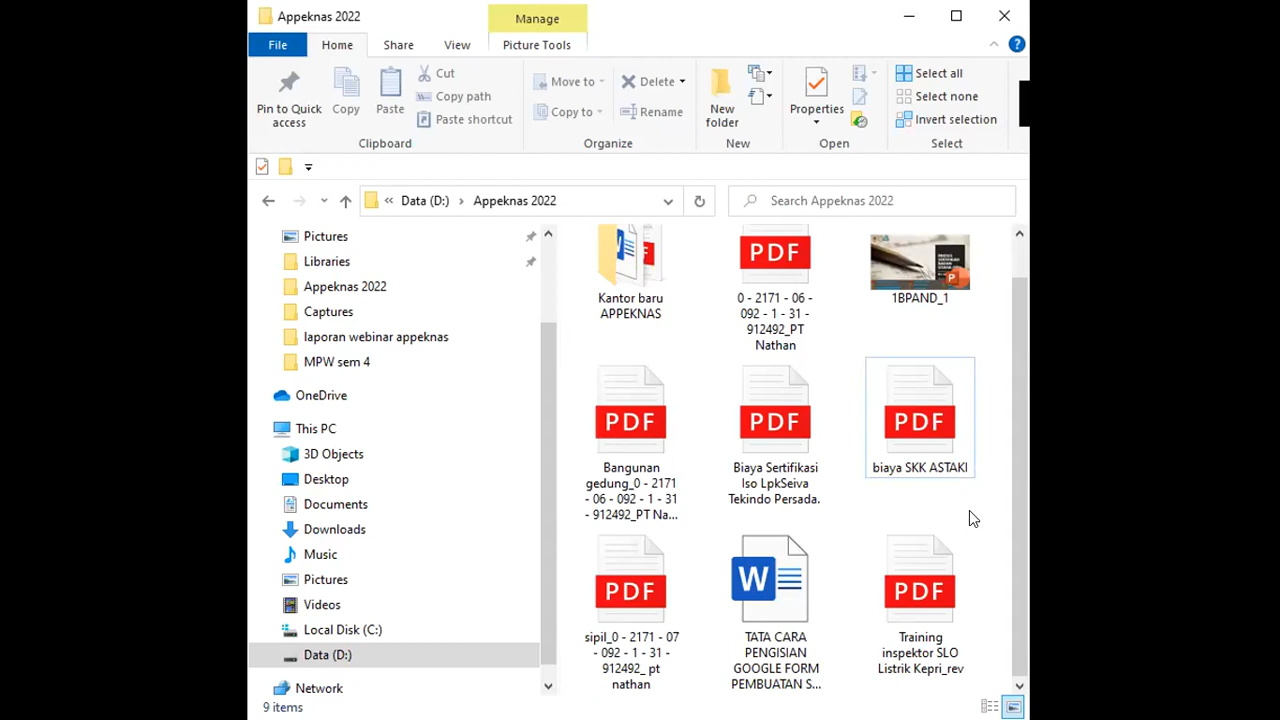 Appeknas 2022
Manage
File
Home
Share
View
Picture Tools
Pin to Quick
access
Copy
Paste
Cut
Copy path
Paste shortcut
Clipboard
Move to
Copy to
Delete
Rename
Organize
New
folder
New
Properties
Open
Select all
Select none
Invert selection
Select
Data (D:)
Appeknas 2022
Search Appeknas 2022
Pictures
Libraries
Appeknas 2022
Captures
laporan webinar appeknas
MPW sem 4
OneDrive
This PC
3D Objects
Desktop
Documents
Downloads
Music
Pictures
Videos
Local Disk (C:)
Data (D:)
Network
9 items
Kantor baru
APPEKNAS
PDF
0 - 2171 - 06 -
092 - 1 - 31 -
912492_PT
Nathan
1BPAND_1
PDF
Bangunan
gedung_0 - 2171
- 06 - 092 - 1 - 31
- 912492_PT Na...
PDF
Biaya Sertifikasi
Iso LpkSeiva
Tekindo Persada.
PDF
biaya SKK ASTAKI
PDF
sipil_0 - 2171 - 07
- 092 - 1 - 31 -
912492_ pt
nathan
W
TATA CARA
PENGISIAN
GOOGLE FORM
PEMBUATAN S...
PDF
Training
inspektor SLO
Listrik Kepri_rev